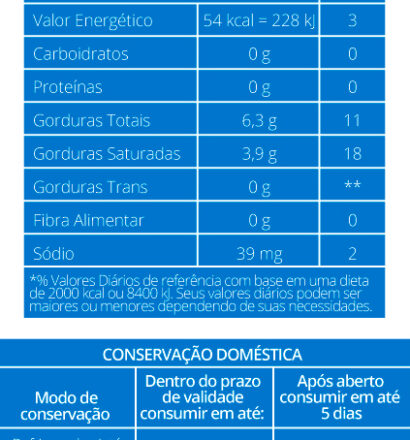 Valor Energético 54 kcal = 228 kJ 3
Carboidratos 0 g 0
Proteínas 0 g 0
Gorduras Totais 6,3 g 11
Gorduras Saturadas 3,9 g 18
Gorduras Trans 0 g **
Fibra Alimentar 0 g 0
Sódio 39 mg 2
*% Valores Diários de referência com base em uma dieta
de 2000 kcal ou 8400 kJ. Seus valores diários podem ser
maiores ou menores dependendo de suas necessidades.
CONSERVAÇÃO DOMÉSTICA
Modo de
conservação
Dentro do prazo
de validade
consumir em até:
Após aberto
consumir em até
5 dias